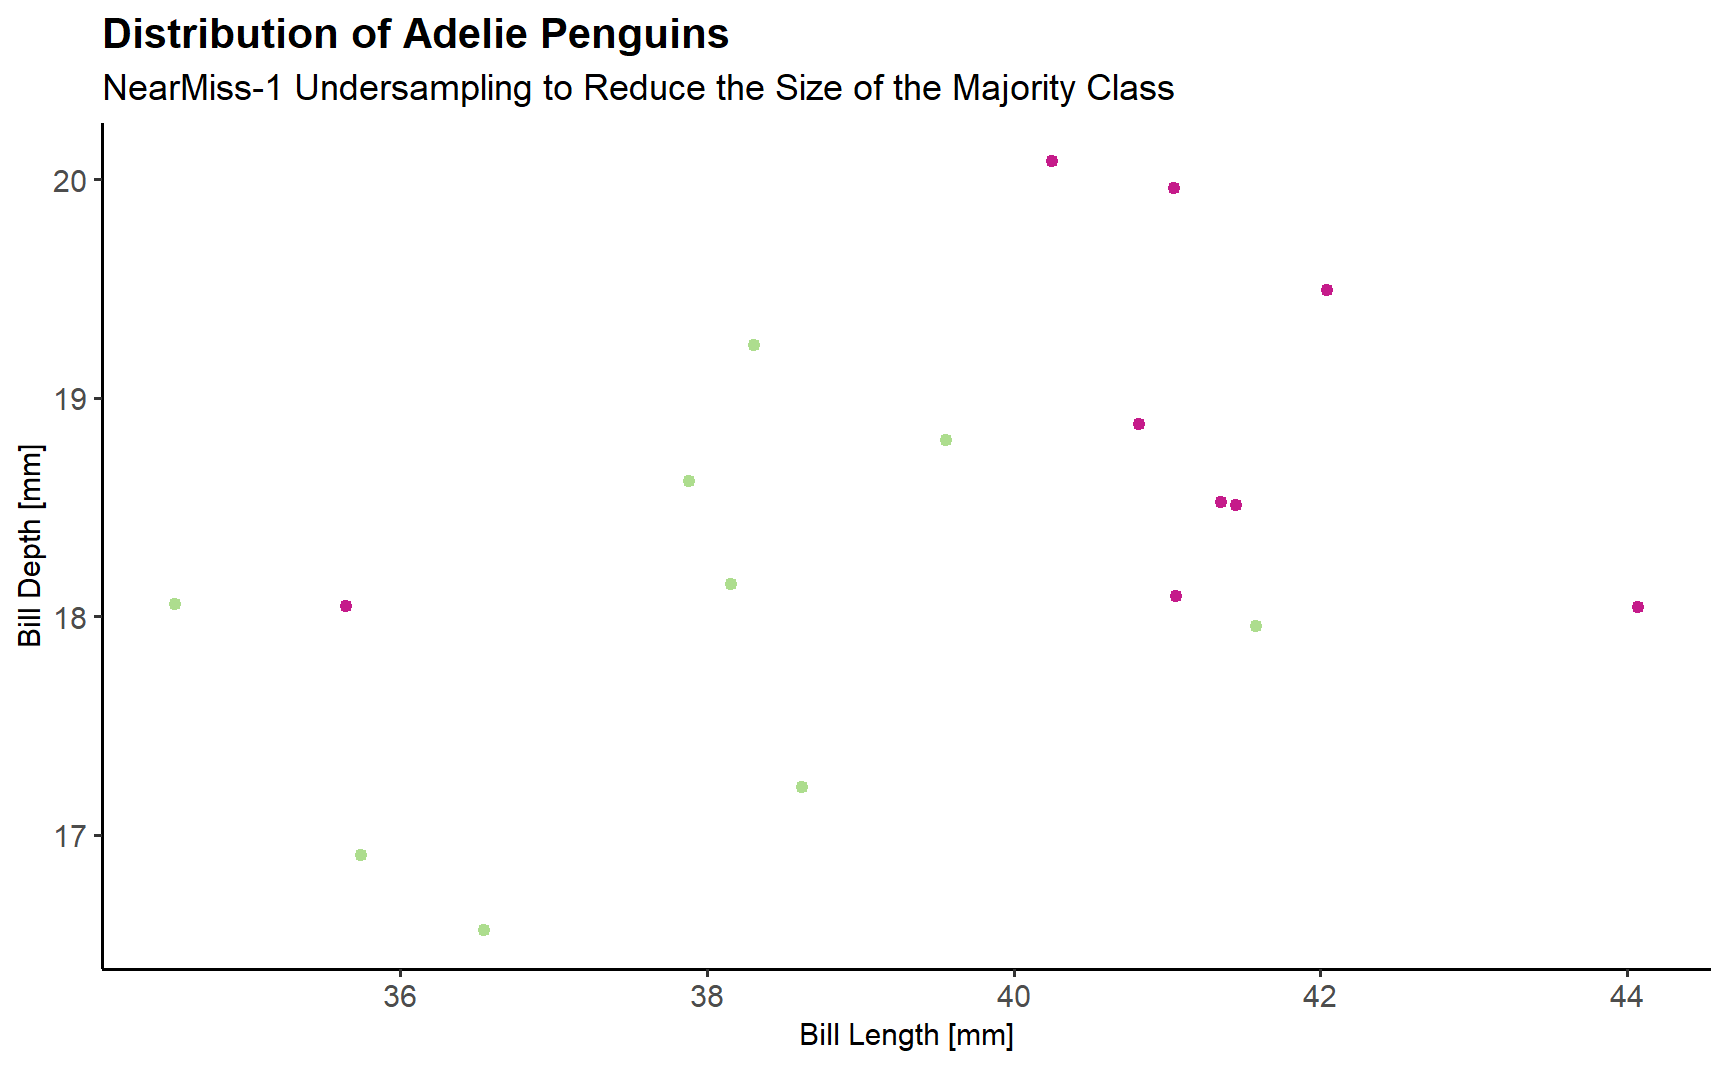 Distribution of Adelie Penguins
NearMiss-1 Undersampling to Reduce the Size of the Majority Class
20
19
18
17
Bill Depth [mm]
36 38 40 42 44
Bill Length [mm]